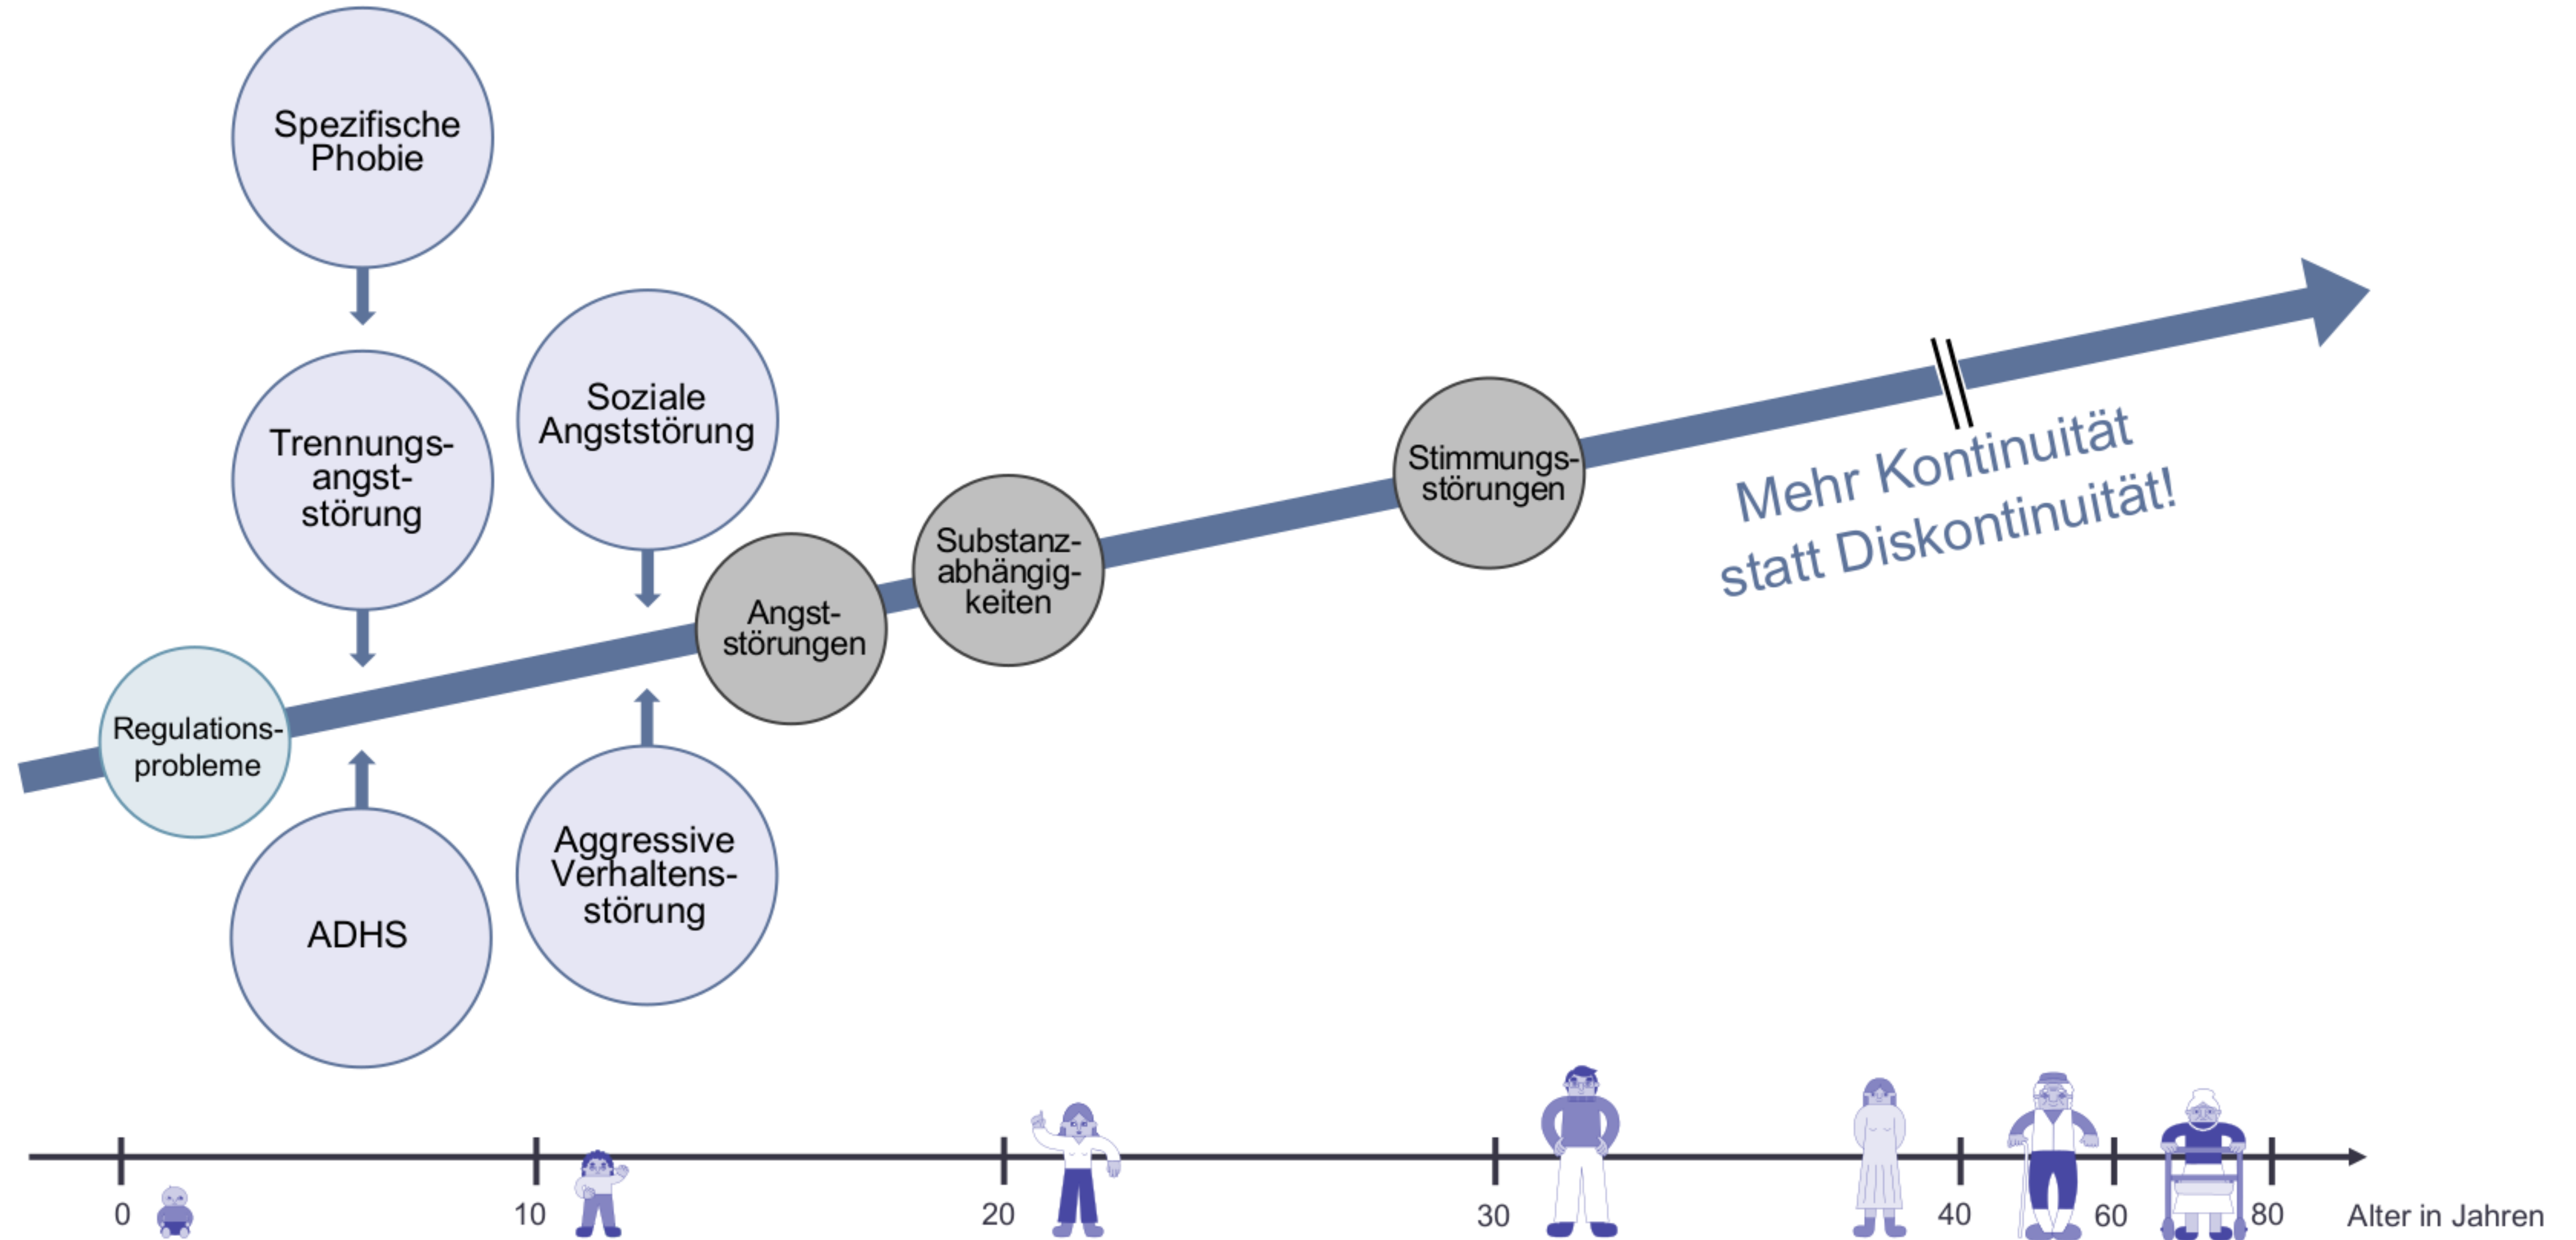 Spezifische
Phobie
Trennungs-
angst-
störung
Soziale
Angststörung
Regulations-
probleme
ADHS
Aggressive
Verhaltens-
störung
Angst-
störungen
Substanz-
abhängig-
keiten
Stimmungs-
störungen
Mehr Kontinuität
statt Diskontinuität!
0
10
20
30
40
60
80
Alter in Jahren